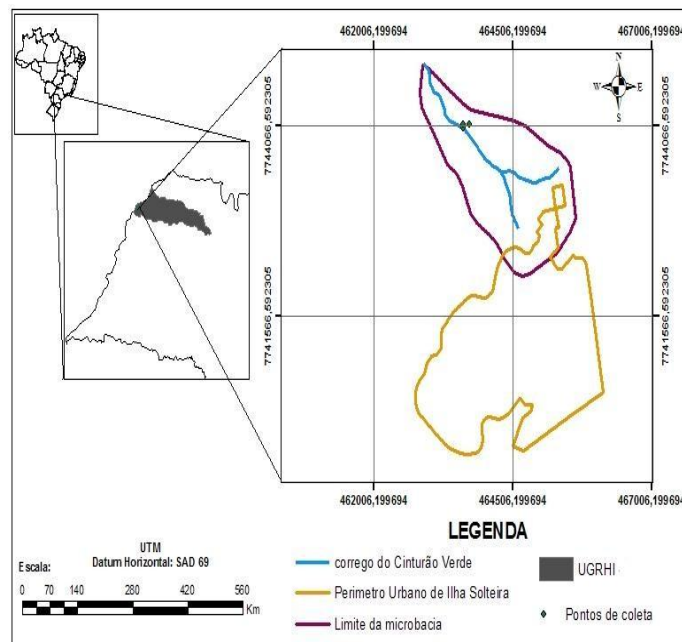 462006,199694 464506,199694 467006,199694
N
W E
S
7744066,592305 7744066,592305
7741566,592305 7741566,592305
462006,199694 464506,199694 467006,199694
UTM
Datum Horizontal: SAD 69
Escala:
0 70 140 280 420 560
Km
LEGENDA
corrego do Cinturão Verde
Perimetro Urbano de Ilha Solteira
Limite da microbacia
UGRHI
Pontos de coleta